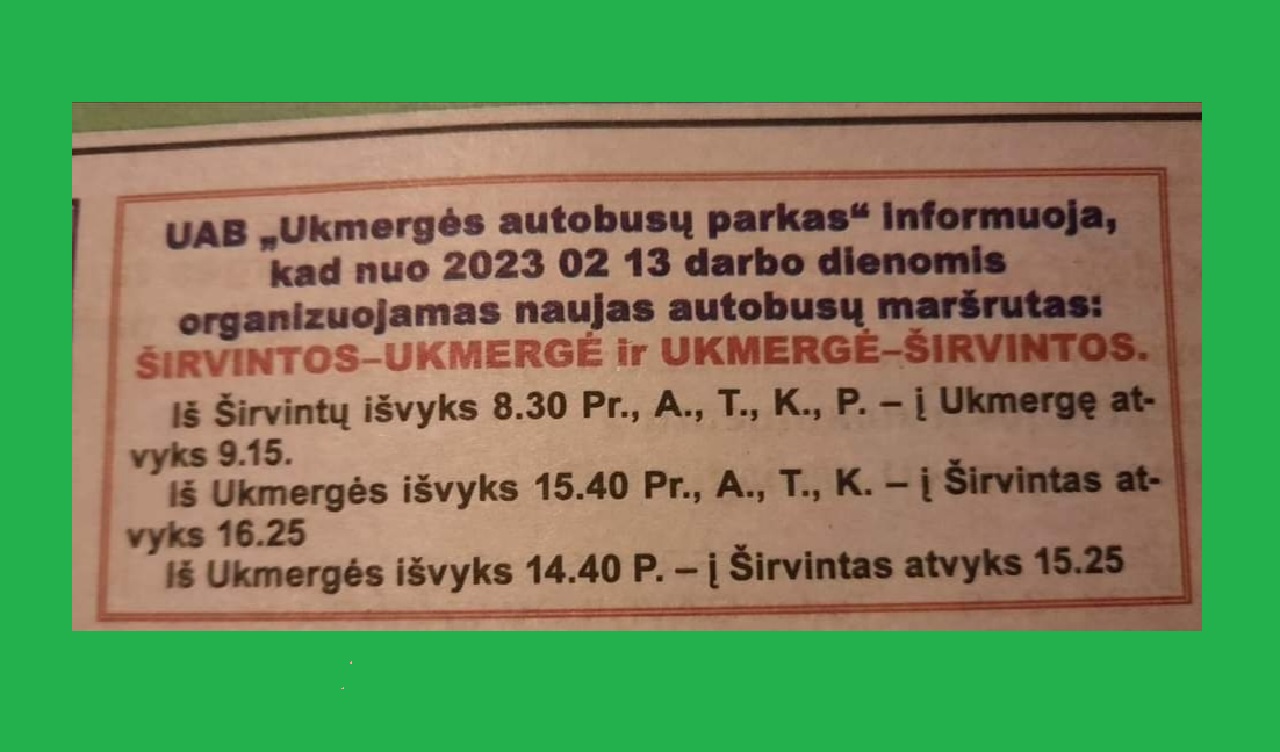 UAB „Ukmergės autobusų parkas“ informuoja,
kad nuo 2023 02 13 darbo dienomis
organizuojamas naujas autobusų maršrutas:
ŠIRVINTOS–UKMERGĖ ir UKMERGĖ–ŠIRVINTOS.
Iš Širvintų išvyks 8.30 Pr., A., T., K., P. – į Ukmergę at-
vyks 9.15.
Iš Ukmergės išvyks 15.40 Pr., A., T., K. – į Širvintas at-
vyks 16.25
Iš Ukmergės išvyks 14.40 P. – į Širvintas atvyks 15.25